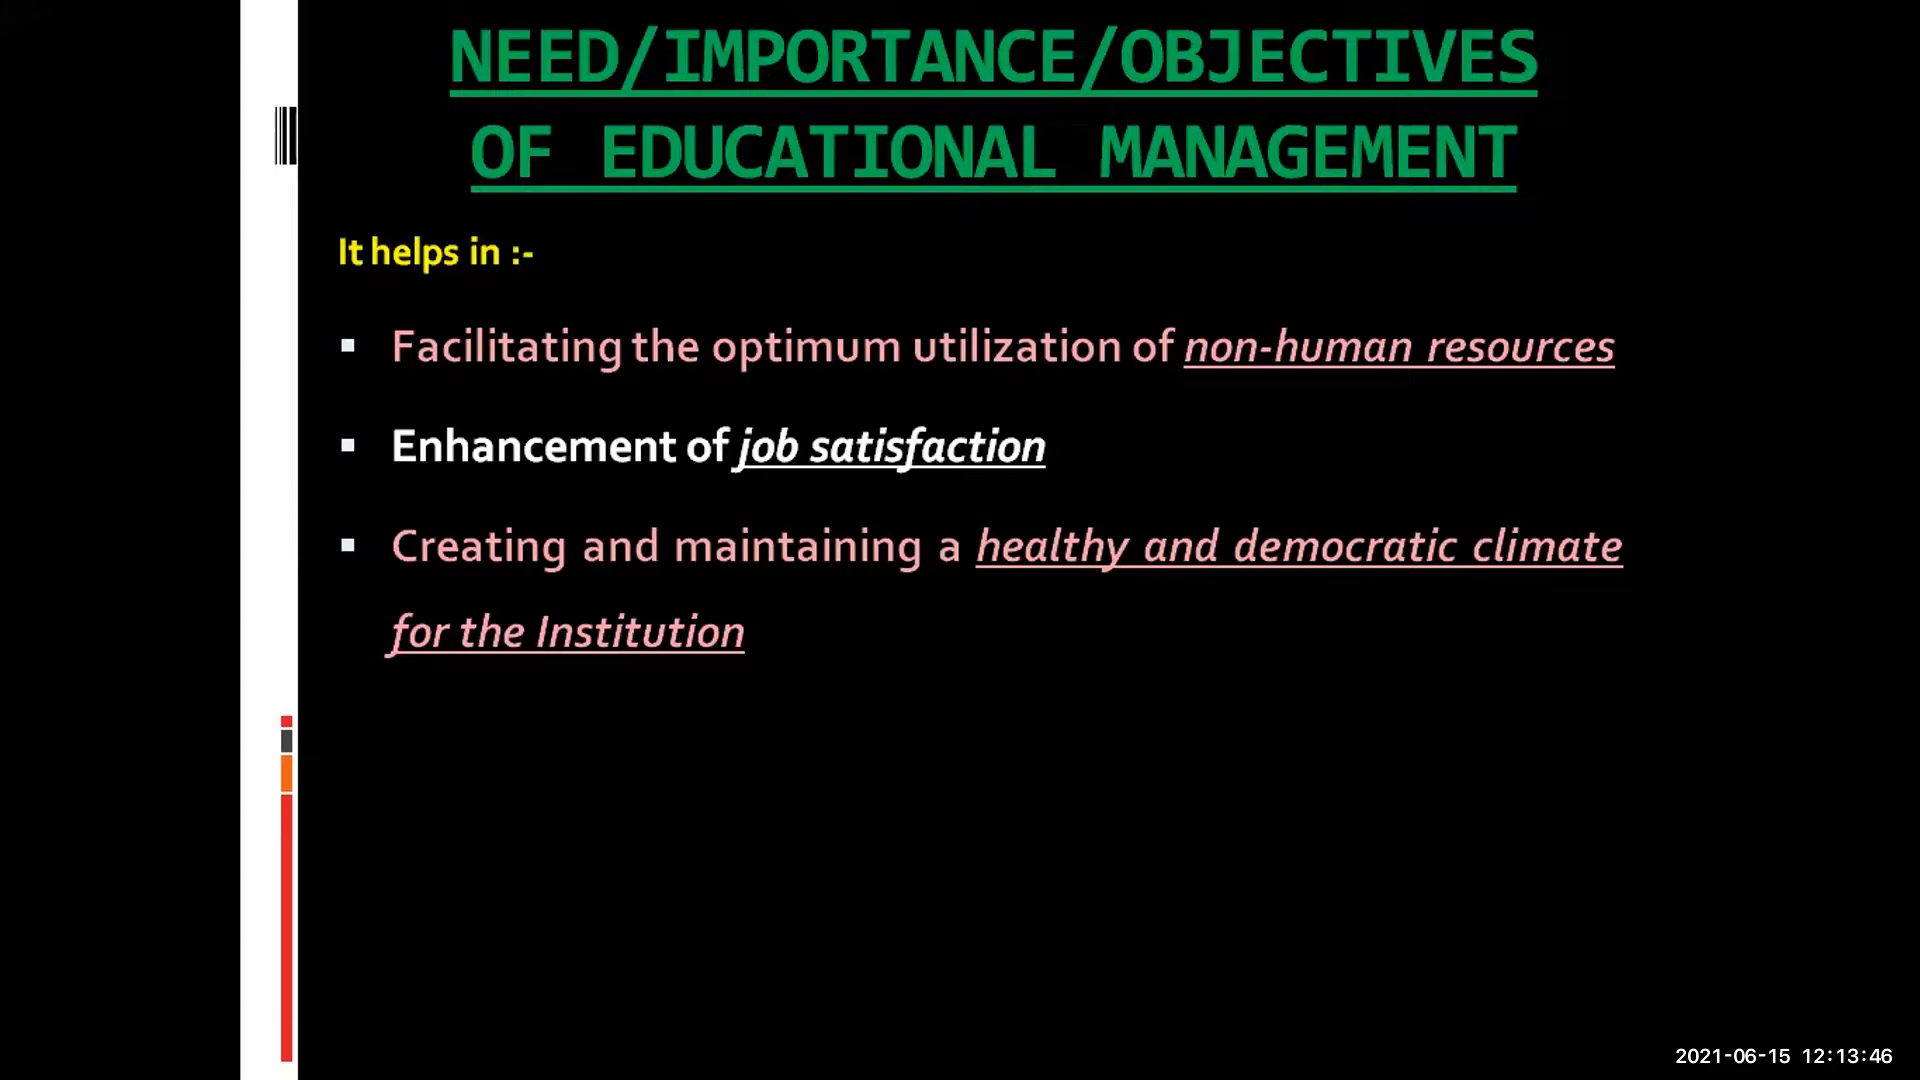 NEED/IMPORTANCE/OBJECTIVES
OF EDUCATIONAL MANAGEMENT
It helps in :-
▪ Facilitating the optimum utilization of non-human resources
▪ Enhancement of job satisfaction
▪ Creating and maintaining a healthy and democratic climate
for the Institution
2021-06-15 12:13:46